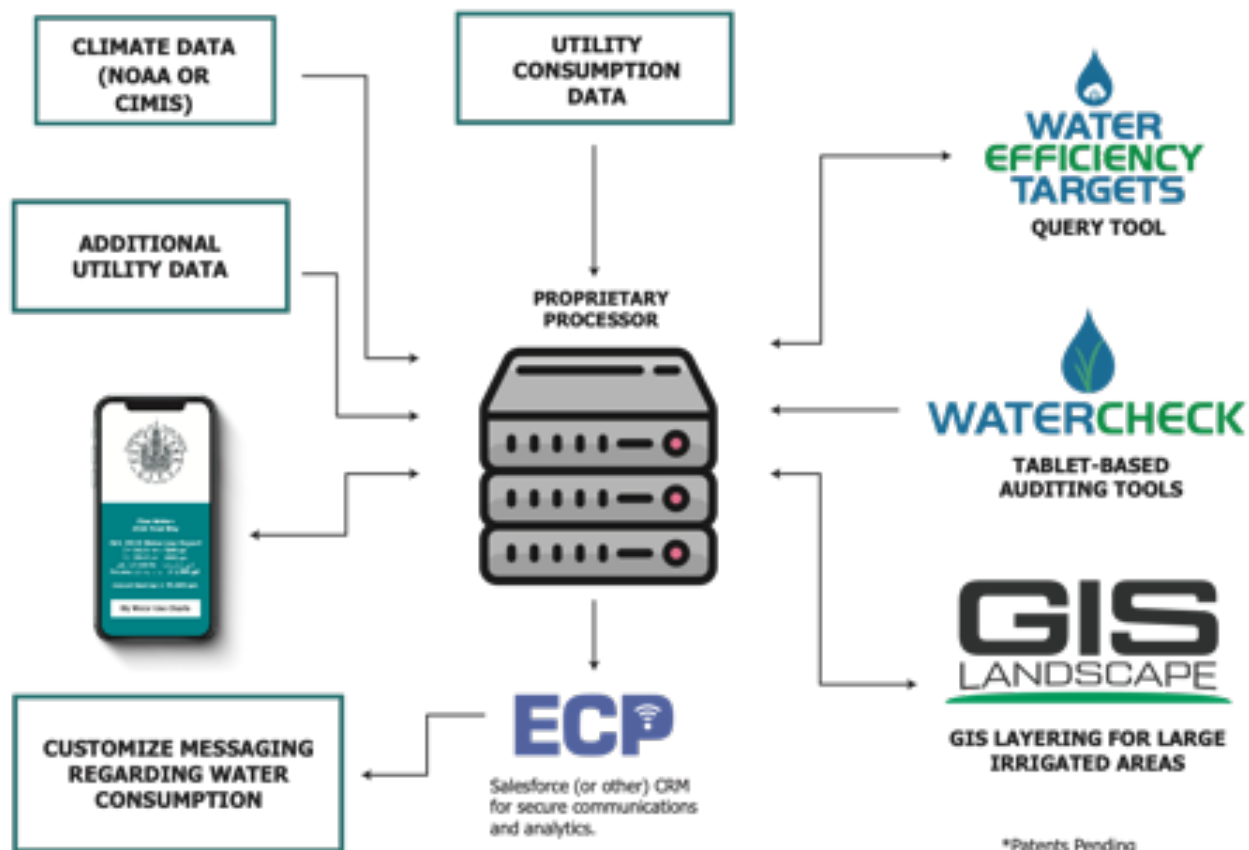 CLIMATE DATA
(NOAA OR
CIMIS)
UTILITY
CONSUMPTION
DATA
WATER
EFFICIENCY
TARGETS
QUERY TOOL
ADDITIONAL
UTILITY DATA
PROPRIETARY
PROCESSOR
WATERCHECK
TABLET-BASED
AUDITING TOOLS
GIS
LANDSCAPE
GIS LAYERING FOR LARGE
IRRIGATED AREAS
ECP
Salesforce (or other) CRM
for secure communications
and analytics.
CUSTOMIZE MESSAGING
REGARDING WATER
CONSUMPTION
*Patents Pending